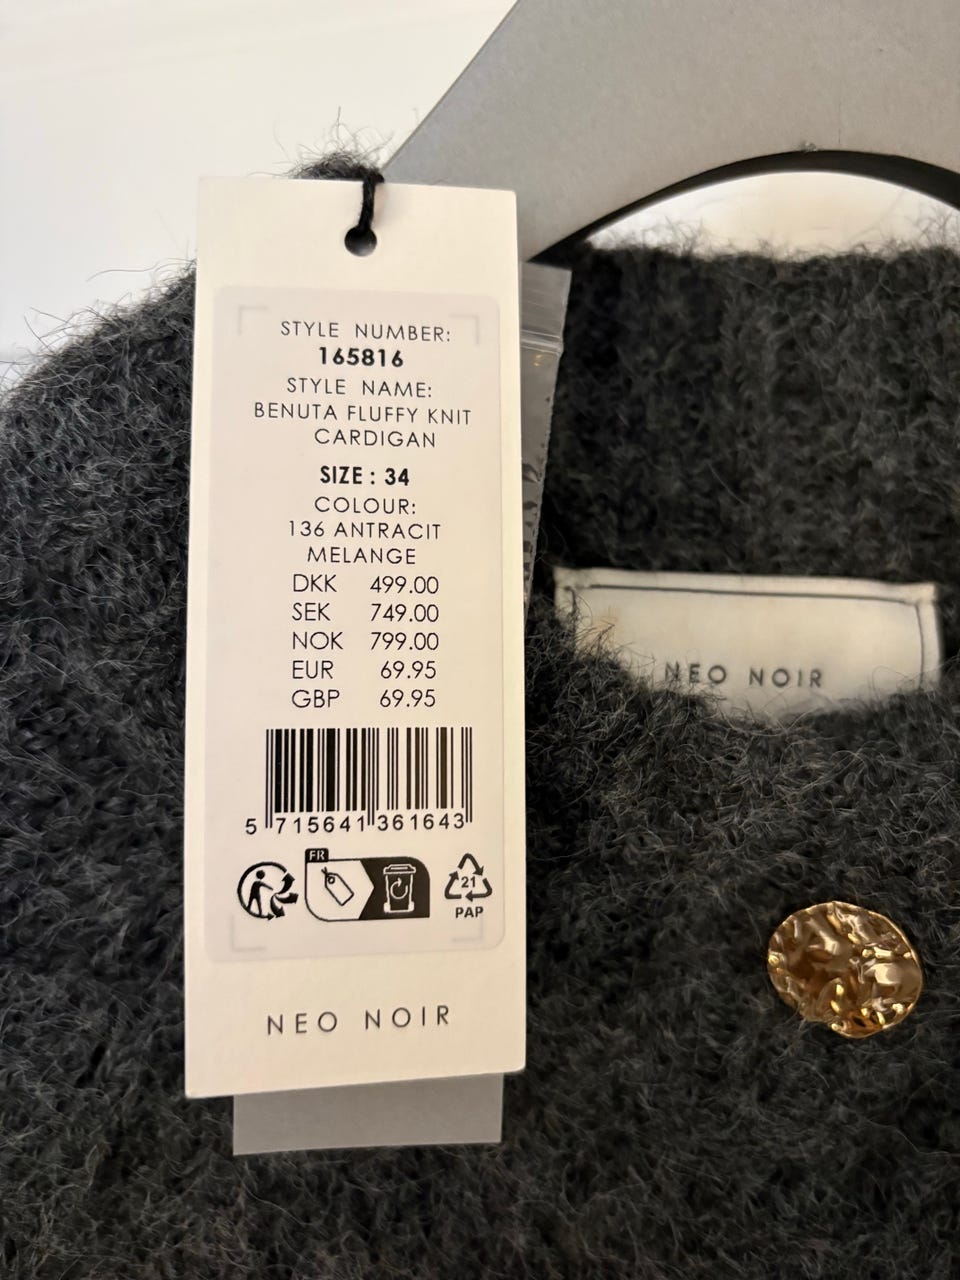 STYLE NUMBER:
165816
STYLE NAME:
BENUTA FLUFFY KNIT
CARDIGAN
SIZE : 34
COLOUR:
136 ANTRACIT
MELANGE
DKK 499.00
SEK 749.00
NOK 799.00
EUR 69.95
GBP 69.95
5 715641 361643
FR
21
PAP
NEO NOIR
NEO NOIR